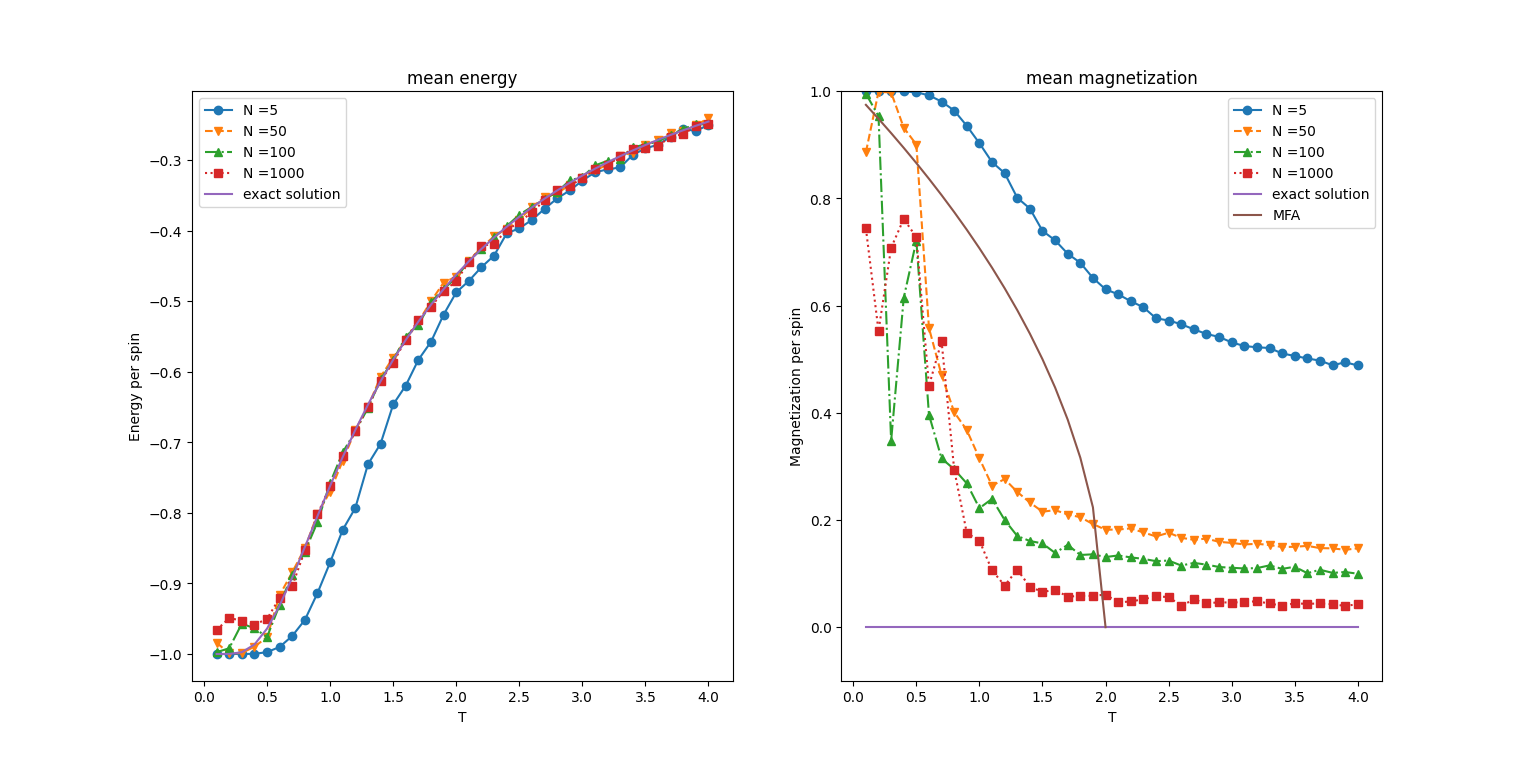 mean energy
N =5
N =50
N =100
N =1000
exact solution
Energy per spin
−0.3
−0.4
−0.5
−0.6
−0.7
−0.8
−0.9
−1.0
0.0 0.5 1.0 1.5 2.0 2.5 3.0 3.5 4.0
T
mean magnetization
N =5
N =50
N =100
N =1000
exact solution
MFA
Magnetization per spin
1.0
0.8
0.6
0.4
0.2
0.0
0.0 0.5 1.0 1.5 2.0 2.5 3.0 3.5 4.0
T